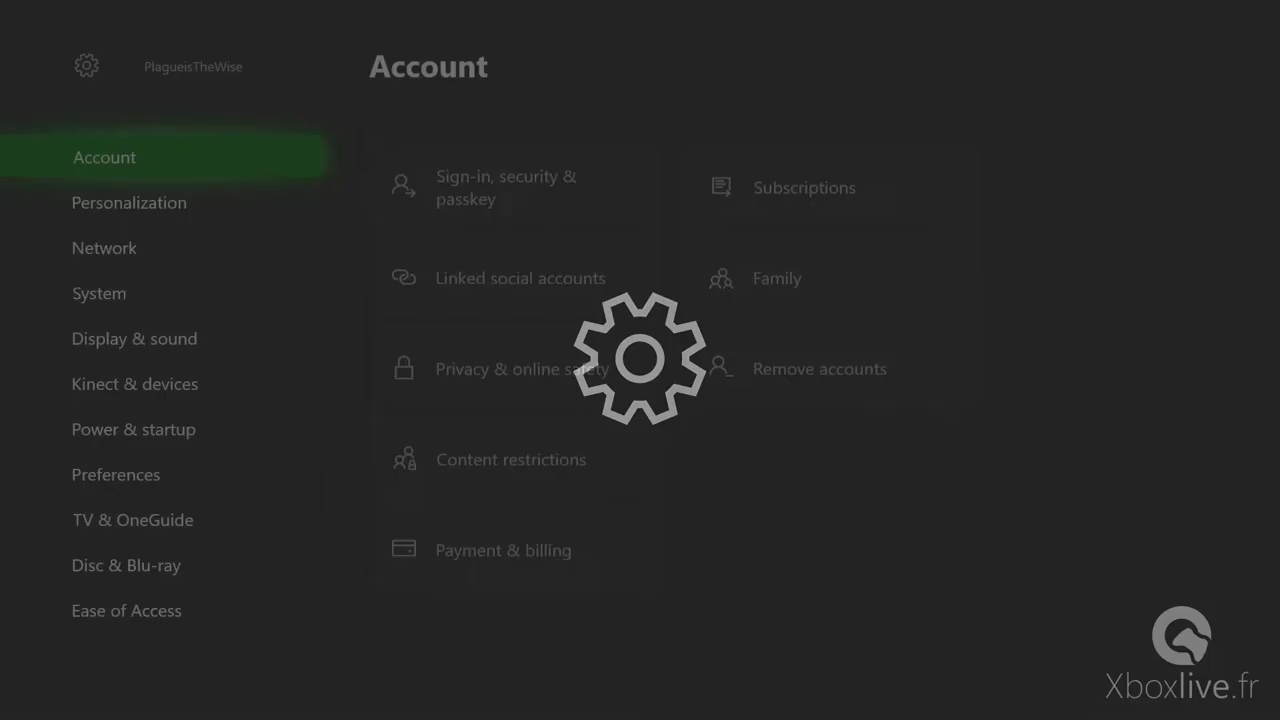 PlagueisTheWise
Account
Account
Personalization
Network
System
Display & sound
Kinect & devices
Power & startup
Preferences
TV & OneGuide
Disc & Blu-ray
Ease of Access
Sign-in, security &
passkey
Linked social accounts
Privacy & online safety
Content restrictions
Payment & billing
Subscriptions
Family
Remove accounts
Xboxlive.fr